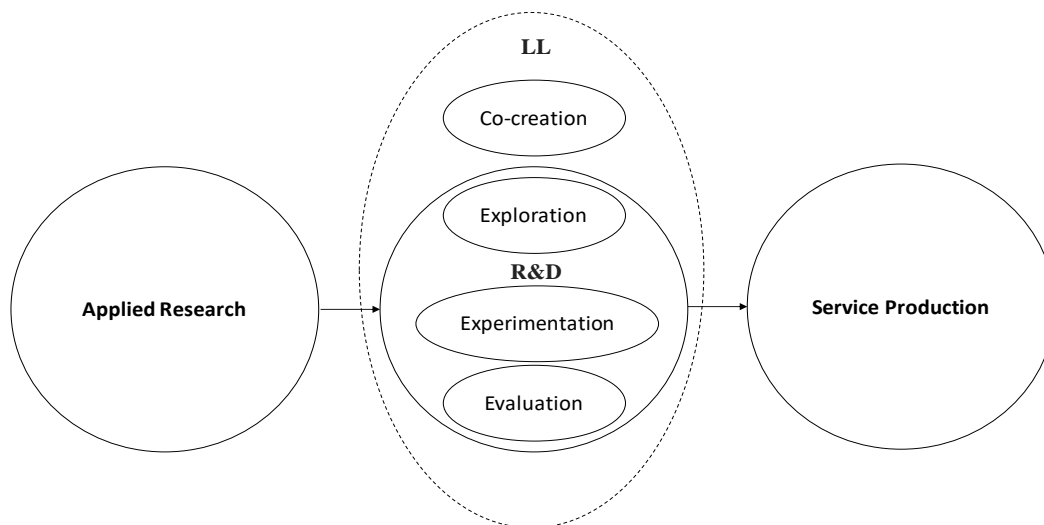 LL
Co-creation
Exploration
R&D
Applied Research
Experimentation
Service Production
Evaluation